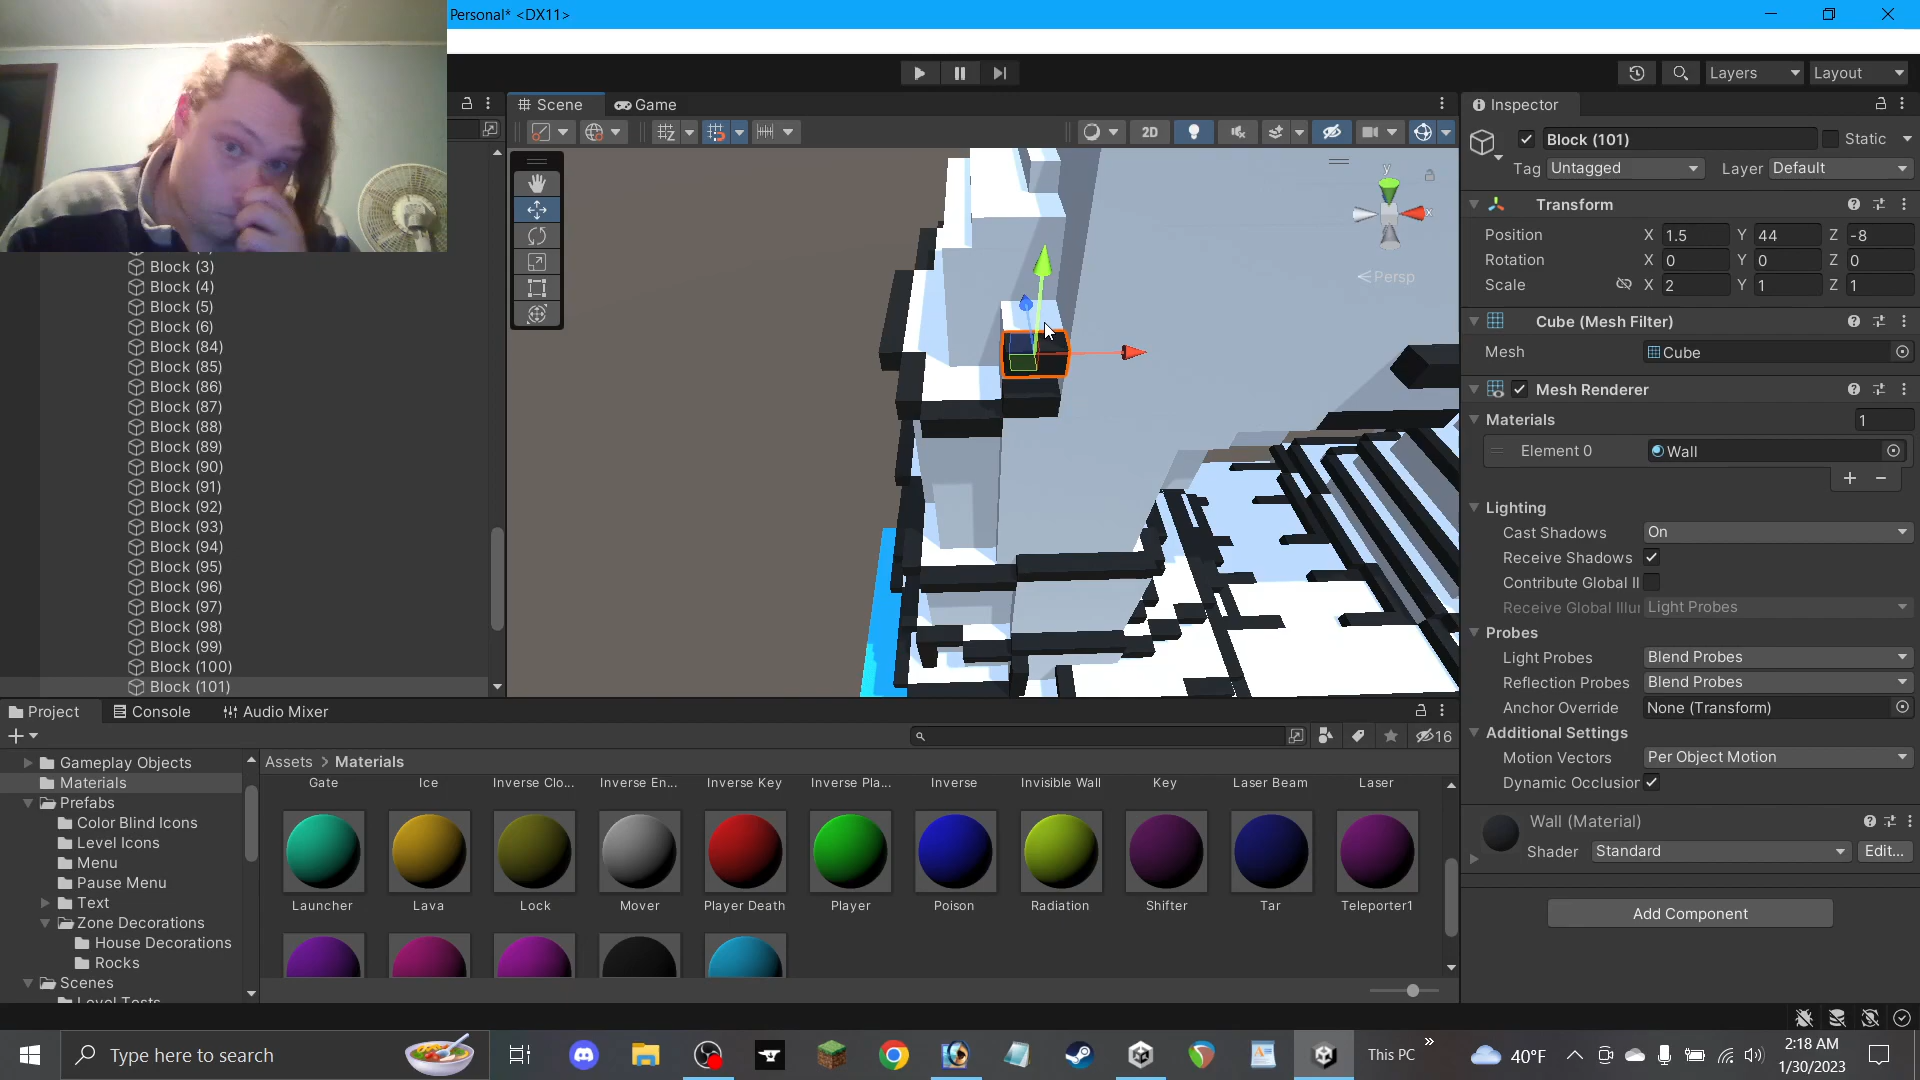 Personal* <DX11>
Layers
Layout
Scene
Game
2D
Persp
y
x
Block (3)
Block (4)
Block (5)
Block (6)
Block (84)
Block (85)
Block (86)
Block (87)
Block (88)
Block (89)
Block (90)
Block (91)
Block (92)
Block (93)
Block (94)
Block (95)
Block (96)
Block (97)
Block (98)
Block (99)
Block (100)
Block (101)
Inspector
Block (101)
Static
Tag Untagged Layer Default
Transform
Position X 1.5 Y 44 Z -8
Rotation X 0 Y 0 Z 0
Scale X 2 Y 1 Z 1
Cube (Mesh Filter)
Mesh Cube
Mesh Renderer
Materials 1
Element 0 Wall
Lighting
Cast Shadows On
Receive Shadows
Contribute Global Il
Receive Global Illu Light Probes
Probes
Light Probes Blend Probes
Reflection Probes Blend Probes
Anchor Override None (Transform)
Additional Settings
Motion Vectors Per Object Motion
Dynamic Occlusion
Wall (Material)
Shader Standard Edit...
Add Component
Project
Console
Audio Mixer
16
Gameplay Objects
Materials
Prefabs
Color Blind Icons
Level Icons
Menu
Pause Menu
Text
Zone Decorations
House Decorations
Rocks
Scenes
Level Tests
Assets > Materials
Gate Ice Inverse Clo... Inverse En... Inverse Key Inverse Pla... Inverse Invisible Wall Key Laser Beam Laser
Launcher Lava Lock Mover Player Death Player Poison Radiation Shifter Tar Teleporter1
Type here to search
This PC
40°F
2:18 AM
1/30/2023